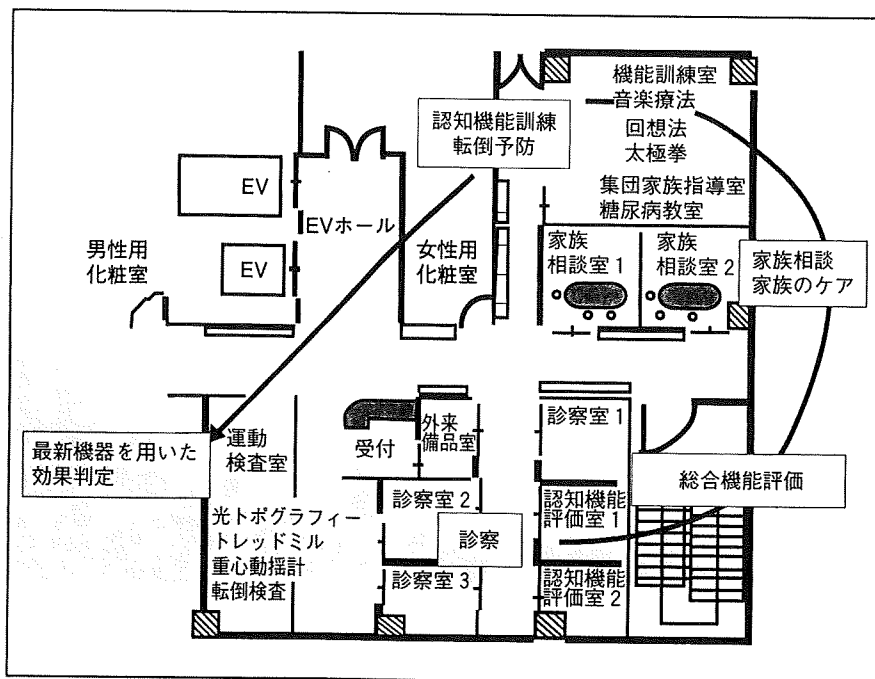 機能訓練室
音楽療法
回想法
太極拳
集団家族指導室
糖尿病教室
認知機能訓練
転倒予防
EV
EVホール
EV
男性用
化粧室
女性用
化粧室
家族
相談室1
家族
相談室2
家族相談
家族のケア
最新機器を用いた
効果判定
運動
検査室
光トポグラフィー
トレッドミル
重心動揺計
転倒検査
受付
外来
備品室
診察室1
診察室2
診察
診察室3
認知機能
評価室1
認知機能
評価室2
総合機能評価